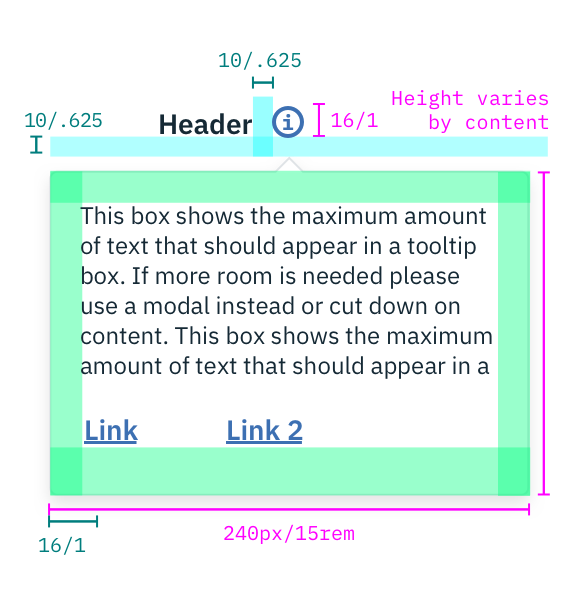 10/.625
Height varies
by content
10/.625
Header
i
16/1
This box shows the maximum amount
of text that should appear in a tooltip
box. If more room is needed please
use a modal instead or cut down on
content. This box shows the maximum
amount of text that should appear in a
Link
Link 2
240px/15rem
16/1